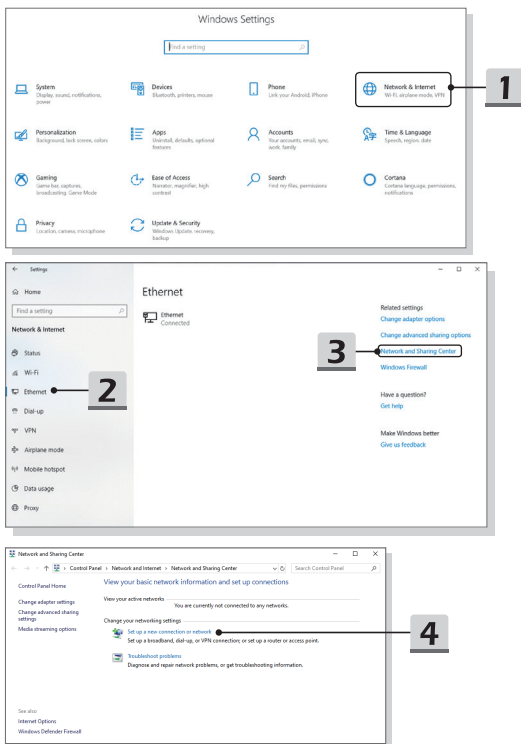 Windows Settings
Find a setting
System
Display, sound, notifications,
power
Devices
Bluetooth, printers, mouse
Phone
Link your Android, iPhone
Network & Internet
Wi-Fi, airplane mode, VPN
1
Personalization
Background, lock screen, colors
Apps
Uninstall, defaults, optional
features
Accounts
Your accounts, email, sync,
work, family
Time & Language
Speech, region, date
Gaming
Game bar, captures,
broadcasting, Game Mode
Ease of Access
Narrator, magnifier, high
contrast
Search
Find my files, permissions
Cortana
Cortana language, permissions,
notifications
Privacy
Location, camera, microphone
Update & Security
Windows Update, recovery,
backup
Settings
Home
Find a setting
Network & Internet
Status
Wi-Fi
Ethernet
2
Dial-up
VPN
Airplane mode
Mobile hotspot
Data usage
Proxy
Ethernet
Ethernet
Connected
Related settings
Change adapter options
Change advanced sharing options
3
Network and Sharing Center
Windows Firewall
Have a question?
Get help
Make Windows better
Give us feedback
Network and Sharing Center
Control Panel > Network and Internet > Network and Sharing Center
Search Control Panel
Control Panel Home
Change adapter settings
Change advanced sharing
settings
Media streaming options
View your basic network information and set up connections
View your active networks
You are currently not connected to any networks.
Change your networking settings
Set up a new connection or network
4
Set up a broadband, dial-up, or VPN connection; or set up a router or access point.
Troubleshoot problems
Diagnose and repair network problems, or get troubleshooting information.
See also
Internet Options
Windows Defender Firewall